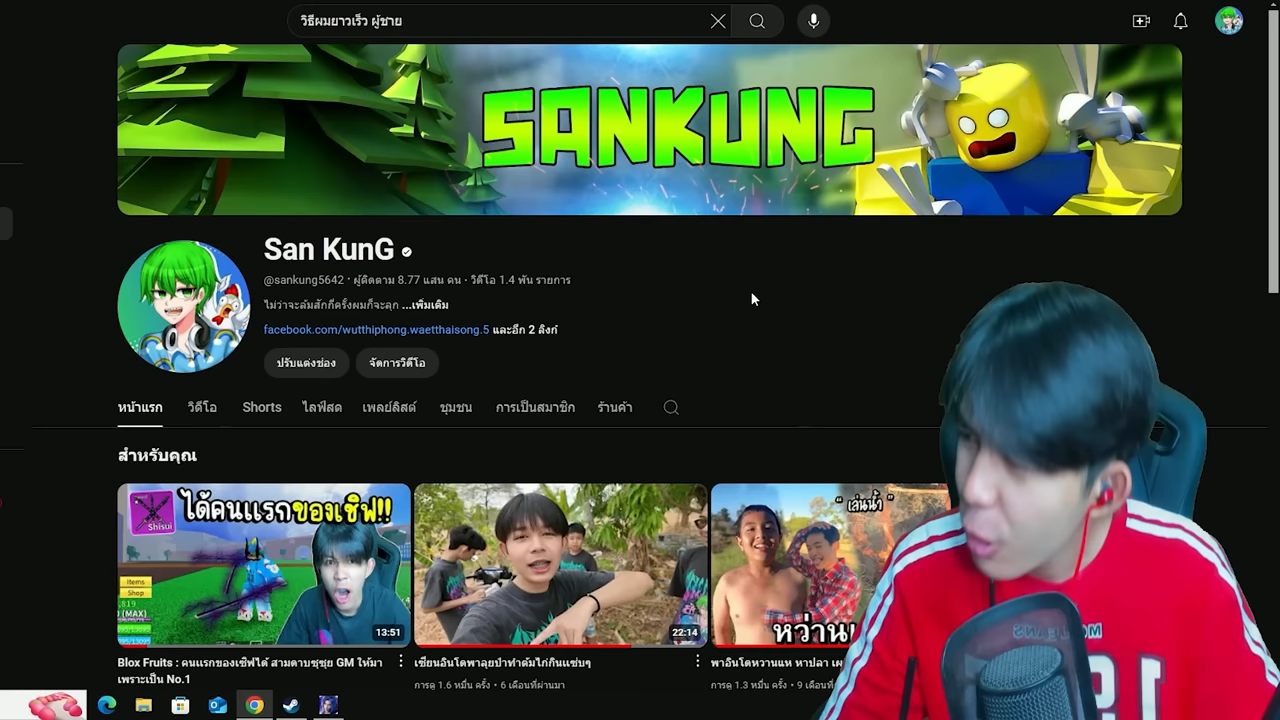 วิธีผมยาวเร็ว ผู้ชาย
SANKUNG
San KunG
@sankung5642 · ผู้ติดตาม 8.77 แสน คน · วิดีโอ 1.4 พัน รายการ
ไม่ว่าจะล้มสักกี่ครั้งผมก็จะลุก ...เพิ่มเติม
facebook.com/wutthiphong.waetthaisong.5 และอีก 2 ลิงก์
ปรับแต่งช่อง จัดการวิดีโอ
หน้าแรก วิดีโอ Shorts ไลฟ์สด เพลย์ลิสต์ ชุมชน การเป็นสมาชิก ร้านค้า
สำหรับคุณ
Shisui
ได้คนแรกของเซิฟ!!
Items
Shop
(MAX)
13:51
22:14
" เล่นน้ำ "
หว่าน
Blox Fruits : คนแรกของเซิฟได้ สามดาบชุซุย GM ให้มา
เพราะเป็น No.1
เซียนอินโดพาลุยป่าทำต้มไก่กินแซ่บๆ
การดู 1.6 หมื่น ครั้ง · 6 เดือนที่ผ่านมา
พาอินโดหวานแห หาปลา
การดู 1.3 หมื่น ครั้ง · 9 เดือนที่